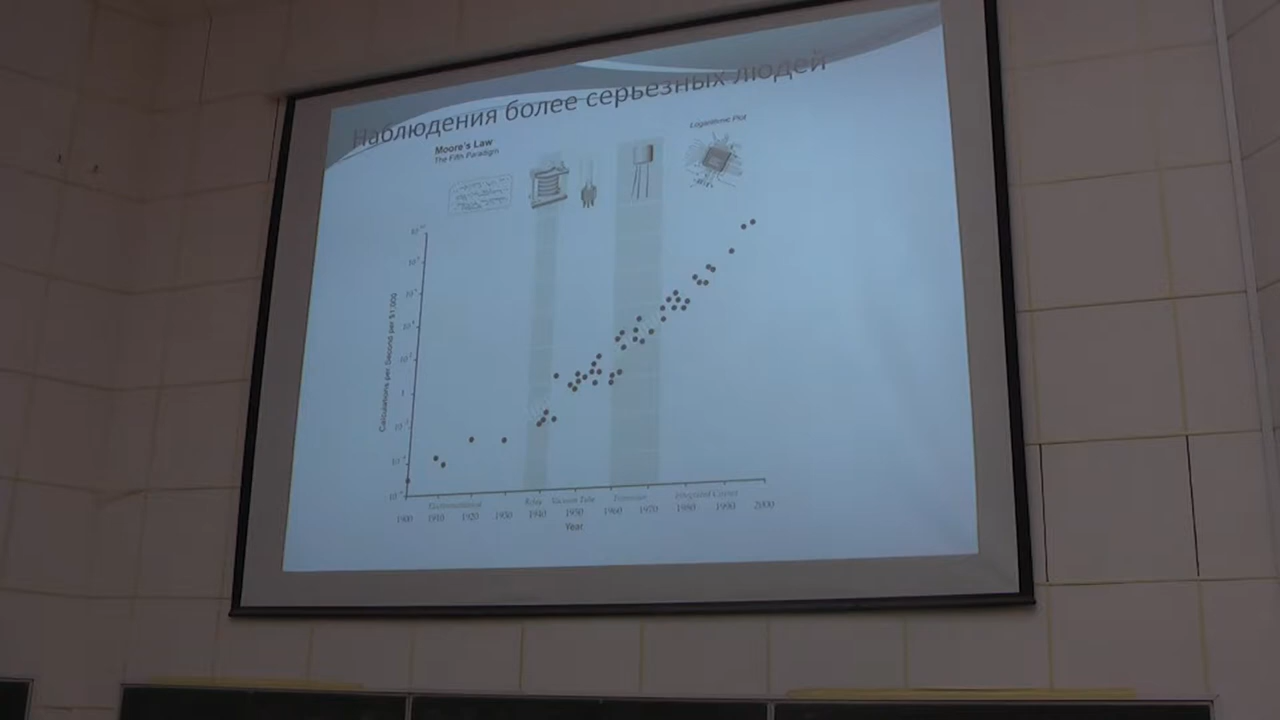 Наблюдения более серьезных людей
Moore's Law
The Fifth Paradigm
Logarithmic Plot
Calculations per Second per $1,000
Electromechanical Relay Vacuum Tube Transistor Integrated Circuit
1900 1910 1920 1930 1940 1950 1960 1970 1980 1990 2000
Year